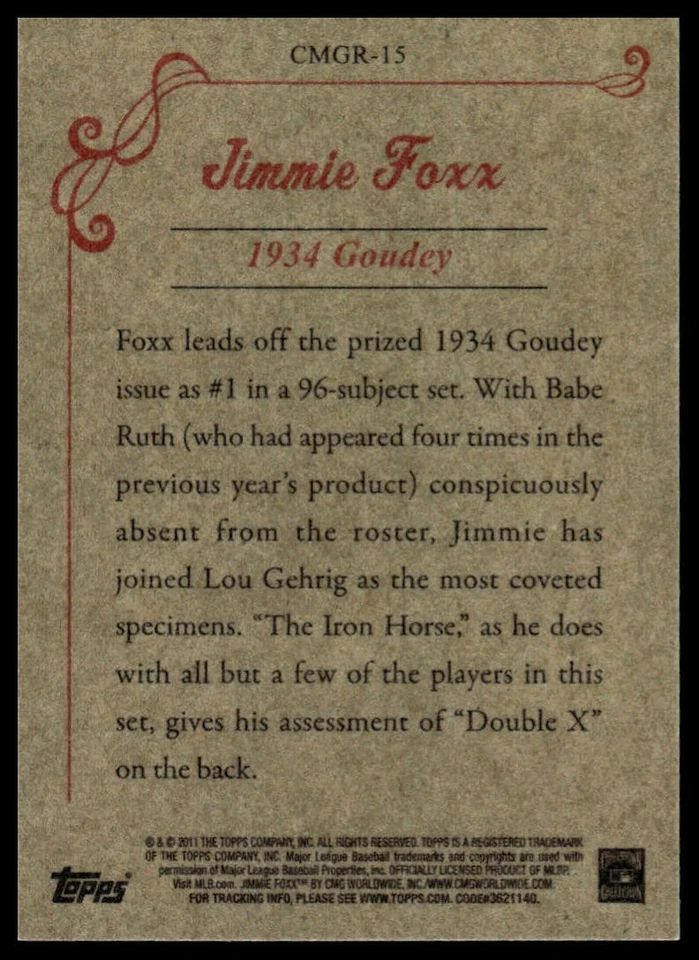 CMGR-15
Jimmie Foxx
1934 Goudey
Foxx leads off the prized 1934 Goudey
issue as #1 in a 96-subject set. With Babe
Ruth (who had appeared four times in the
previous year's product) conspicuously
absent from the roster, Jimmie has
joined Lou Gehrig as the most coveted
specimens. "The Iron Horse," as he does
with all but a few of the players in this
set, gives his assessment of "Double X"
on the back.
® & © 2011 THE TOPPS COMPANY, INC. ALL RIGHTS RESERVED. TOPPS IS A REGISTERED TRADEMARK
OF THE TOPPS COMPANY, INC. Major League Baseball trademarks and copyrights are used with
permission of Major League Baseball Properties, Inc. OFFICIALLY LICENSED PRODUCT OF MLBP.
Visit MLB.com. JIMMIE FOXX™ BY CMG WORLDWIDE, INC./WWW.CMGWORLDWIDE.COM.
FOR TRACKING INFO, PLEASE SEE WWW.TOPPS.COM. CODE#3621140.
Topps